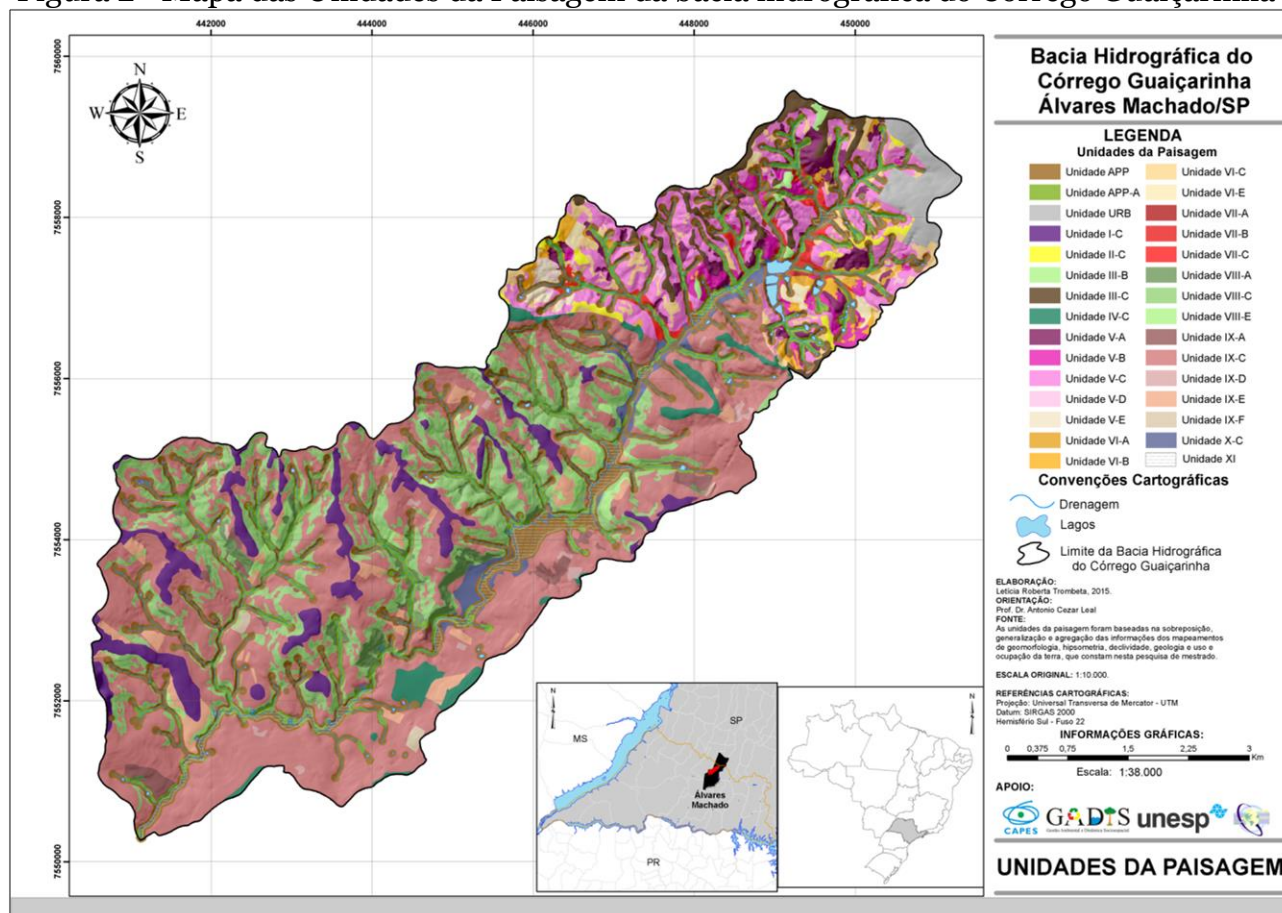 Figura 2 - Mapa das Unidades da Paisagem da bacia hidrográfica do Córrego Guaiçarinha
442000
444000
446000
448000
450000
7560000
7558000
7556000
7554000
7552000
7550000
N
W
E
S
Bacia Hidrográfica do
Córrego Guaiçarinha
Álvares Machado/SP
LEGENDA
Unidades da Paisagem
Unidade APP
Unidade APP-A
Unidade URB
Unidade I-C
Unidade II-C
Unidade III-B
Unidade III-C
Unidade IV-C
Unidade V-A
Unidade V-B
Unidade V-C
Unidade V-D
Unidade V-E
Unidade VI-A
Unidade VI-B
Unidade VI-C
Unidade VI-E
Unidade VII-A
Unidade VII-B
Unidade VII-C
Unidade VIII-A
Unidade VIII-C
Unidade VIII-E
Unidade IX-A
Unidade IX-C
Unidade IX-D
Unidade IX-E
Unidade IX-F
Unidade X-C
Unidade XI
Convenções Cartográficas
Drenagem
Lagos
Limite da Bacia Hidrográfica
do Córrego Guaiçarinha
ELABORAÇÃO:
Letícia Roberta Trombeta, 2015.
ORIENTAÇÃO:
Prof. Dr. Antonio Cezar Leal
FONTE:
As unidades da paisagem foram baseadas na sobreposição,
generalização e agregação das informações dos mapeamentos
de geomorfologia, hipsometria, declividade, geologia e uso e
ocupação da terra, que constam nesta pesquisa de mestrado.
ESCALA ORIGINAL: 1:10.000.
REFERÊNCIAS CARTOGRÁFICAS:
Projeção: Universal Transversa de Mercator - UTM
Datum: SIRGAS 2000
Hemisfério Sul - Fuso 22
INFORMAÇÕES GRÁFICAS:
0 0,375 0,75 1,5 2,25 3
Km
Escala: 1:38.000
APOIO:
CAPES
GADIS
unesp
UNIDADES DA PAISAGEM
N
MS
SP
Álvares
Machado
PR
N